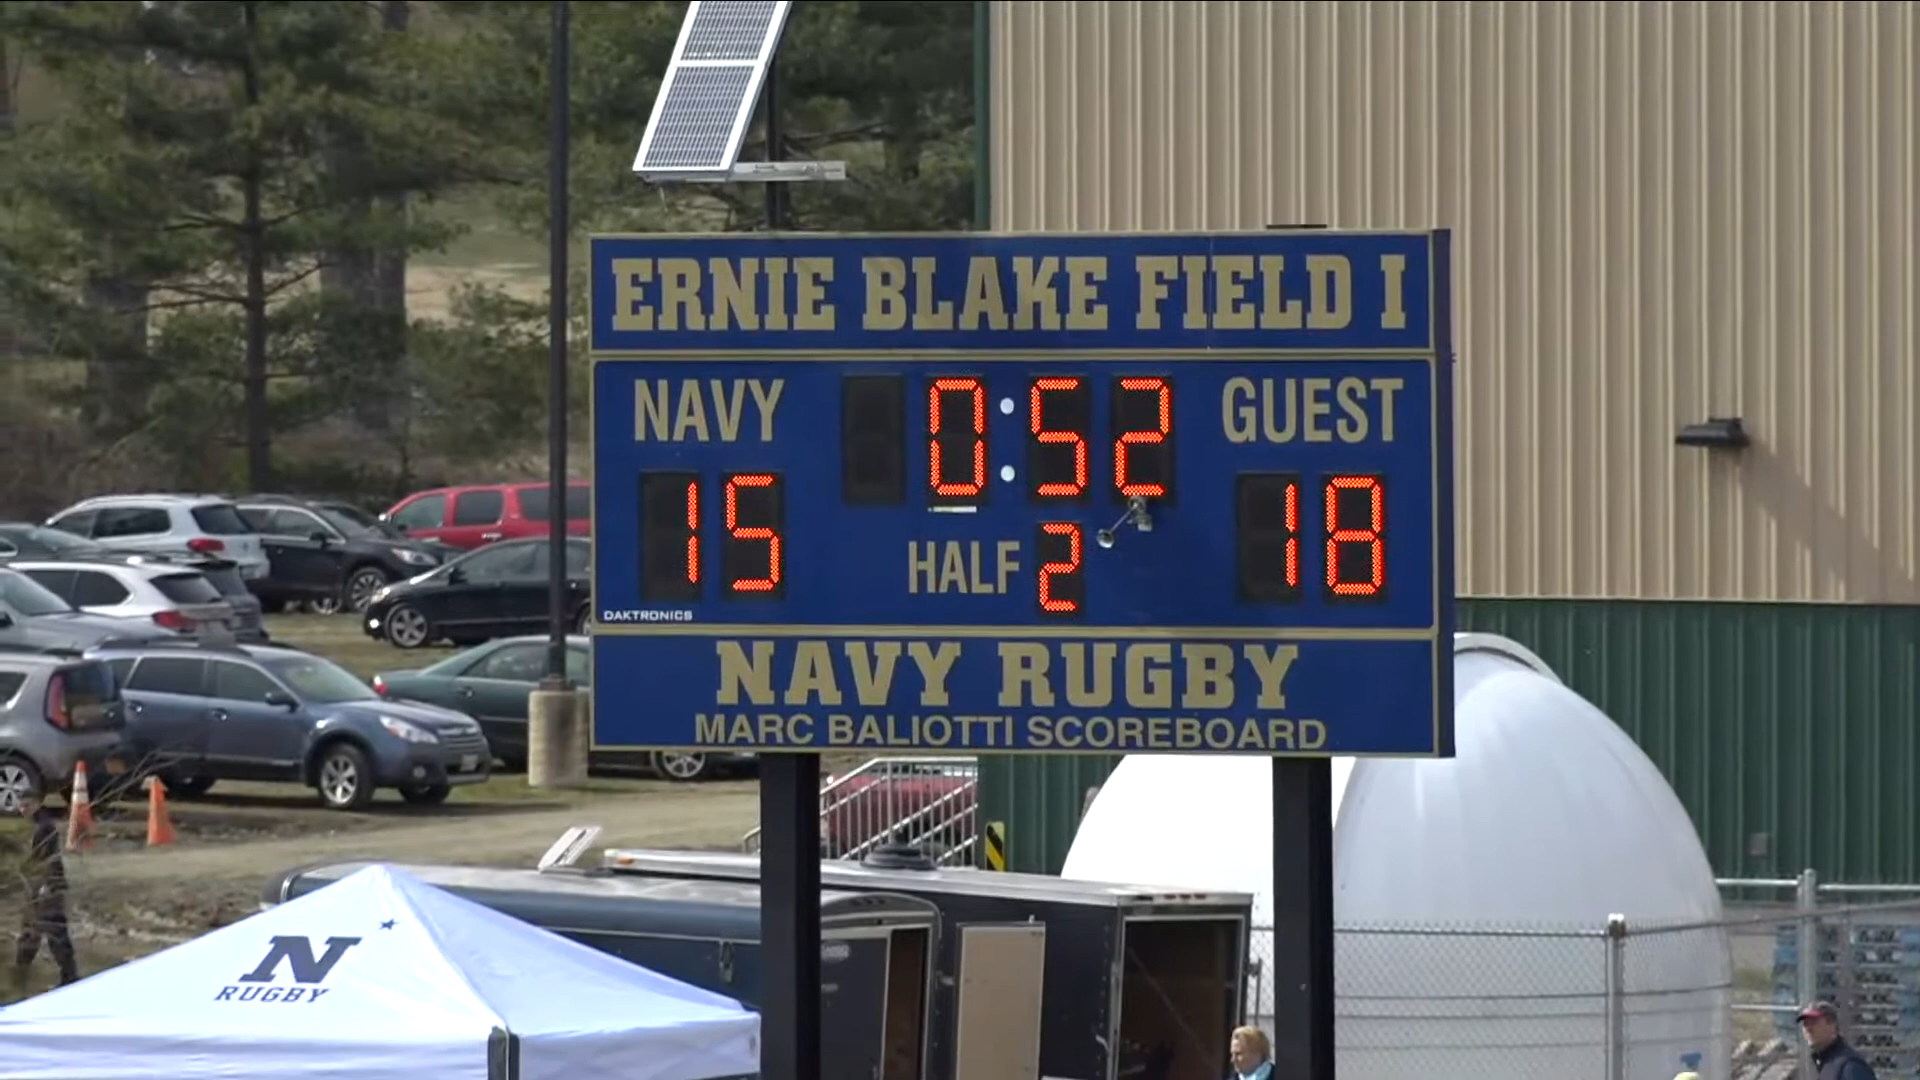 ERNIE BLAKE FIELD I
NAVY 0:52 GUEST
15 HALF 2 18
DAKTRONICS
NAVY RUGBY
MARC BALIOTTI SCOREBOARD
N
RUGBY